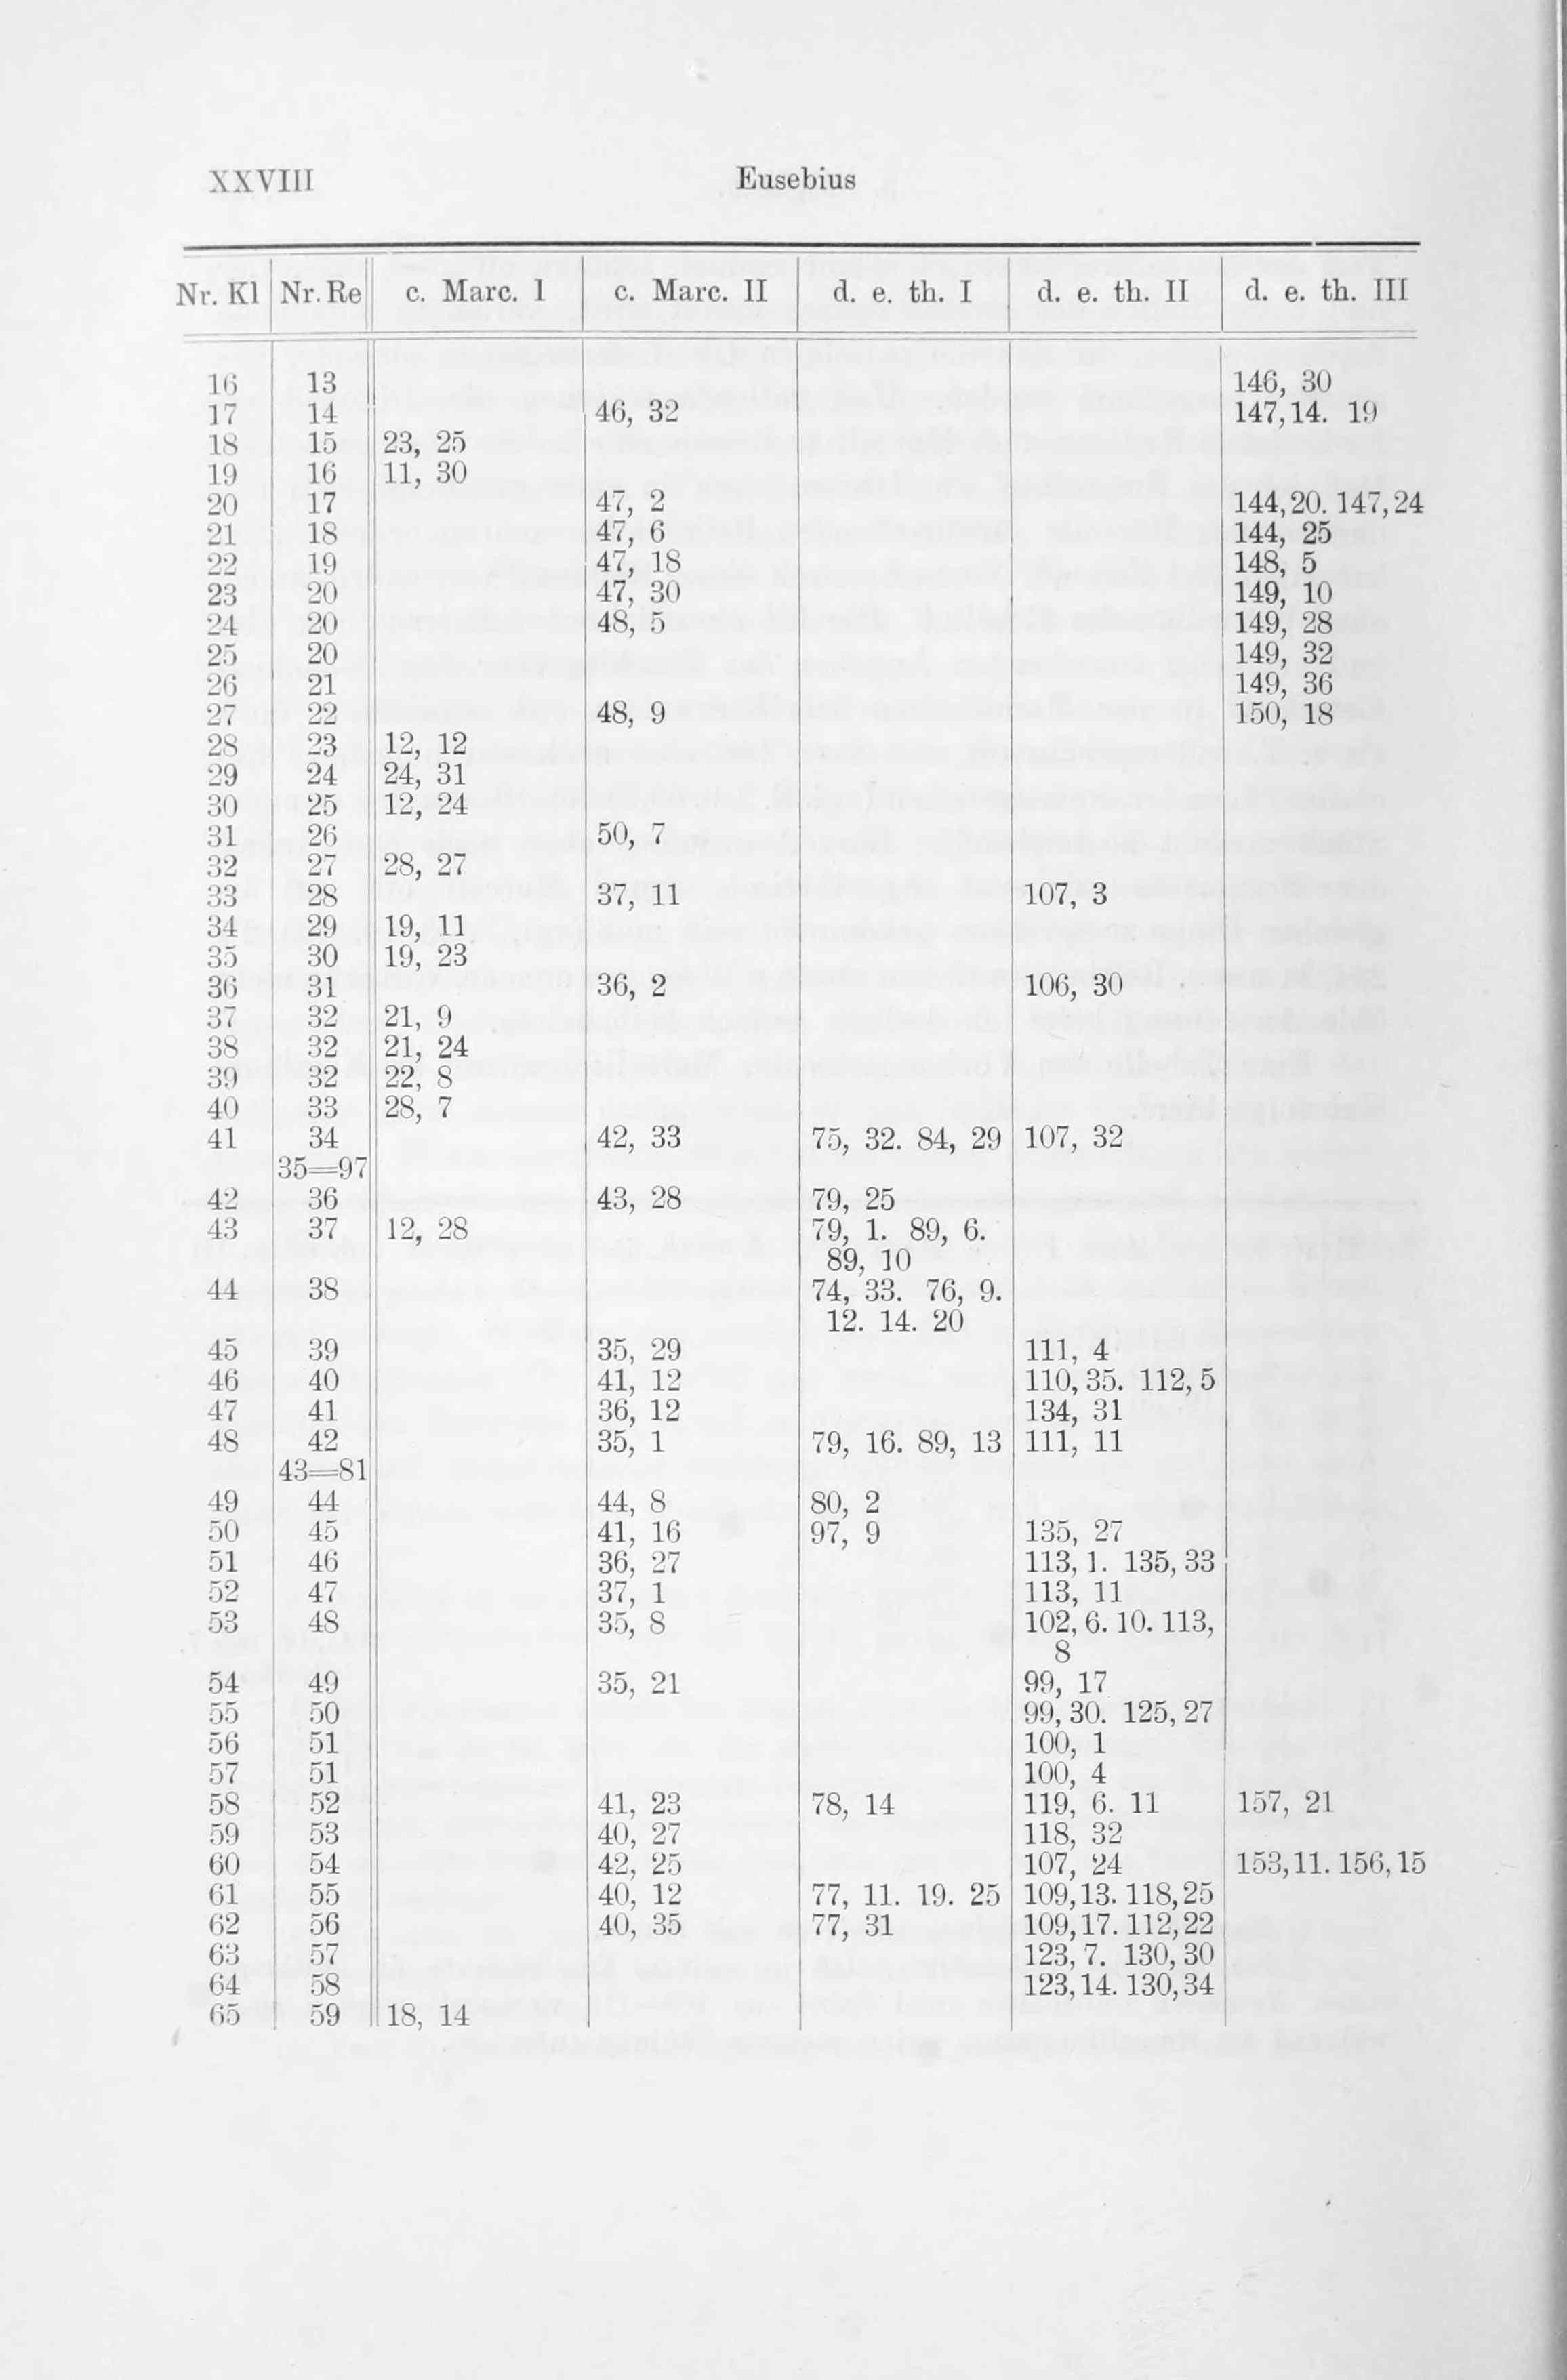 XXVIII Eusebius
Nr. Kl Nr. Re c. Marc. I c. Marc. II d. e. th. I d. e. th. II d. e. th. III
16 13 146, 30
17 14 46, 32 147,14. 19
18 15 23, 25
19 16 11, 30
20 17 47, 2 144,20. 147,24
21 18 47, 6 144, 25
22 19 47, 18 148, 5
23 20 47, 30 149, 10
24 20 48, 5 149, 28
25 20 149, 32
26 21 149, 36
27 22 48, 9 150, 18
28 23 12, 12
29 24 24, 31
30 25 12, 24
31 26 50, 7
32 27 28, 27
33 28 37, 11 107, 3
34 29 19, 11
35 30 19, 23
36 31 36, 2 106, 30
37 32 21, 9
38 32 21, 24
39 32 22, 8
40 33 28, 7
41 34 42, 33 75, 32. 84, 29 107, 32
35=97
42 36 43, 28 79, 25
43 37 12, 28 79, 1. 89, 6.
89, 10
44 38 74, 33. 76, 9.
12. 14. 20
45 39 35, 29 111, 4
46 40 41, 12 110, 35. 112, 5
47 41 36, 12 134, 31
48 42 35, 1 79, 16. 89, 13 111, 11
43=81
49 44 44, 8 80, 2
50 45 41, 16 97, 9 135, 27
51 46 36, 27 113, 1. 135, 33
52 47 37, 1 113, 11
53 48 35, 8 102, 6. 10. 113,
8
54 49 35, 21 99, 17
55 50 99, 30. 125, 27
56 51 100, 1
57 51 100, 4
58 52 41, 23 78, 14 119, 6. 11 157, 21
59 53 40, 27 118, 32
60 54 42, 25 107, 24 153,11. 156,15
61 55 40, 12 77, 11. 19. 25 109,13. 118,25
62 56 40, 35 77, 31 109,17. 112,22
63 57 123, 7. 130, 30
64 58 123,14. 130,34
65 59 18, 14